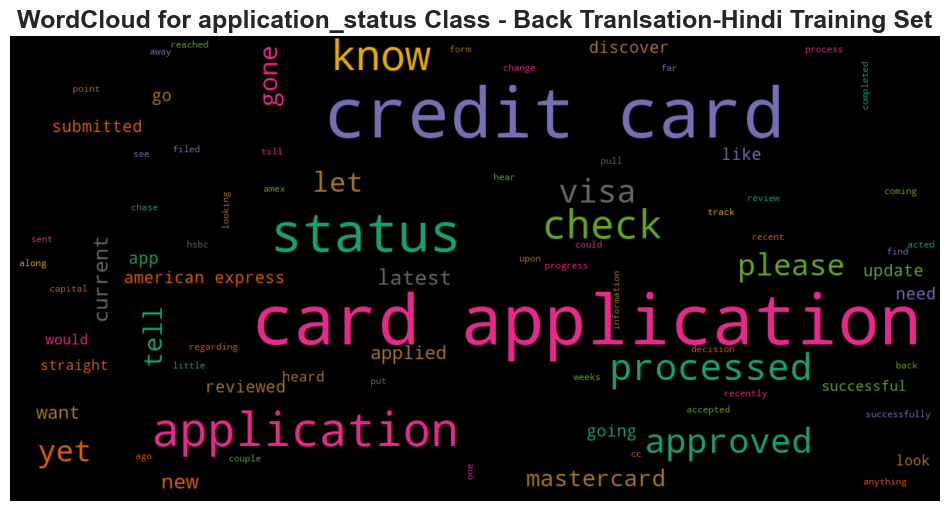 WordCloud for application_status Class - Back Tranlsation-Hindi Training Set
away
reached
know
form
discover
process
gone
change
far
completed
point
go
credit card
submitted
see
filed
till
like
pull
let
hear
visa
amex
review
coming
chase
looking
track
status
check
sent
hsbc
could
recent
find
acted
along
current
app
american express
latest
upon
progress
please
update
capital
information
need
tell
card application
would
regarding
applied
decision
straight
little
reviewed
heard
put
weeks
processed
back
successful
recently
want
application
accepted
successfully
going
approved
yet
ago
couple
cc
look
new
one
mastercard
anything